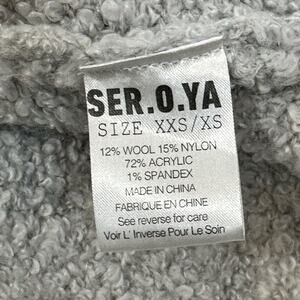 SER.O.YA
SIZE XXS/XS
12% WOOL 15% NYLON
72% ACRYLIC
1% SPANDEX
MADE IN CHINA
FABRIQUE EN CHINE
See reverse for care
Voir L' Inverse Pour Le Soin